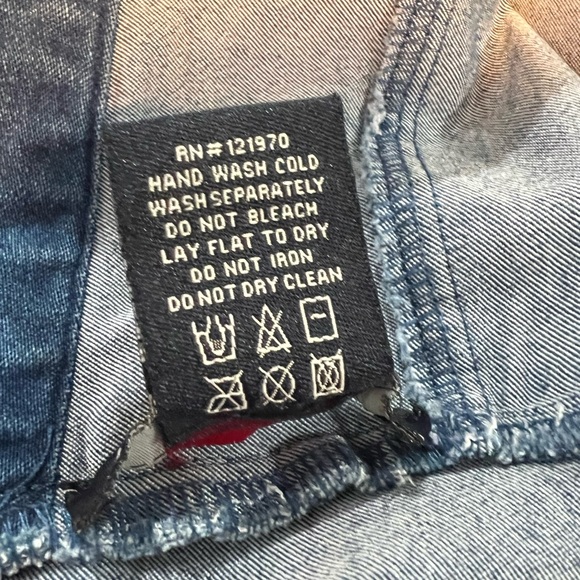 RN#121970
HAND WASH COLD
WASH SEPARATELY
DO NOT BLEACH
LAY FLAT TO DRY
DO NOT IRON
DO NOT DRY CLEAN